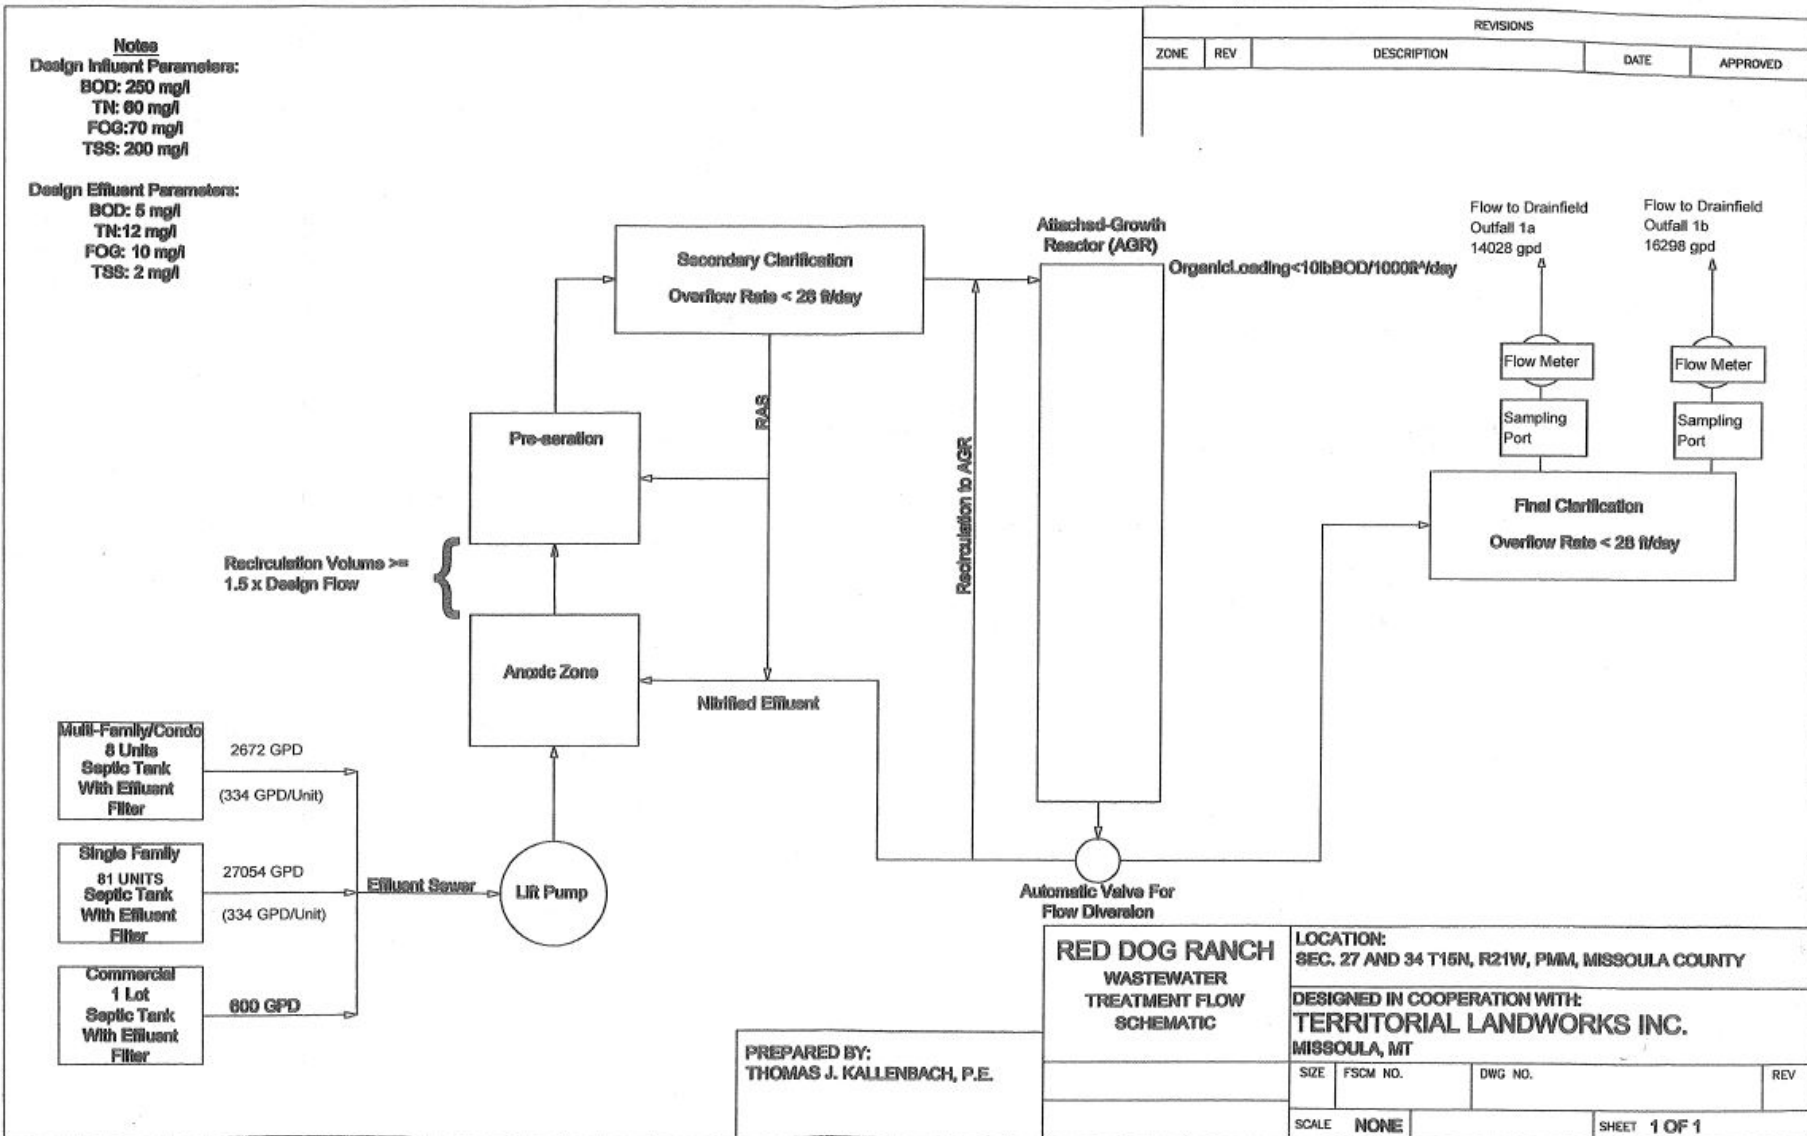 Notes
Design Influent Parameters:
BOD: 250 mg/l
TN: 60 mg/l
FOG:70 mg/l
TSS: 200 mg/l
Design Effluent Parameters:
BOD: 5 mg/l
TN:12 mg/l
FOG: 10 mg/l
TSS: 2 mg/l
REVISIONS
ZONE REV DESCRIPTION DATE APPROVED
Secondary Clarification
Overflow Rate < 28 ft/day
Attached-Growth
Reactor (AGR)
OrganicLoading<10lbBOD/1000ft^/day
Flow to Drainfield
Outfall 1a
14028 gpd
Flow to Drainfield
Outfall 1b
16298 gpd
Flow Meter
Flow Meter
Sampling
Port
Sampling
Port
Final Clarification
Overflow Rate < 28 ft/day
Pre-aeration
RAS
Recirculation to AGR
Recirculation Volume >=
1.5 x Design Flow
Anoxic Zone
Nitrified Effluent
Multi-Family/Condo
8 Units
Septic Tank
With Effluent
Filter
2672 GPD
(334 GPD/Unit)
Single Family
81 UNITS
Septic Tank
With Effluent
Filter
27054 GPD
(334 GPD/Unit)
Commercial
1 Lot
Septic Tank
With Effluent
Filter
600 GPD
Effluent Sewer
Lift Pump
Automatic Valve For
Flow Diversion
RED DOG RANCH
WASTEWATER
TREATMENT FLOW
SCHEMATIC
LOCATION:
SEC. 27 AND 34 T15N, R21W, PMM, MISSOULA COUNTY
DESIGNED IN COOPERATION WITH:
TERRITORIAL LANDWORKS INC.
MISSOULA, MT
PREPARED BY:
THOMAS J. KALLENBACH, P.E.
SIZE FSCM NO. DWG NO. REV
SCALE NONE SHEET 1 OF 1